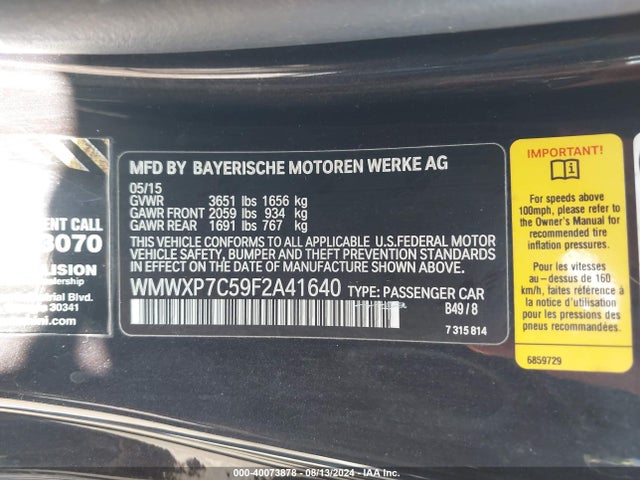 ENT CALL
3070
LISION
ealership
rial Blvd.
30341
MFD BY BAYERISCHE MOTOREN WERKE AG
05/15
GVWR 3651 lbs 1656 kg
GAWR FRONT 2059 lbs 934 kg
GAWR REAR 1691 lbs 767 kg
THIS VEHICLE CONFORMS TO ALL APPLICABLE U.S.FEDERAL MOTOR
VEHICLE SAFETY, BUMPER AND THEFT PREVENTION STANDARDS
IN EFFECT ON THE DATE OF MANUFACTURE SHOWN ABOVE.
WMWXP7C59F2A41640 TYPE: PASSENGER CAR
B49 / 8
7 315 814
IMPORTANT!
For speeds above
100mph, please refer to
the Owner's Manual for
recommended tire
inflation pressures.
Pour les vitesses
au-dessus de 160
km/h, faites référence
à la notice d'utilisation
pour les pressions des
pneus recommandées.
6859729
000-40073878 - 08/13/2024 - IAA Inc.